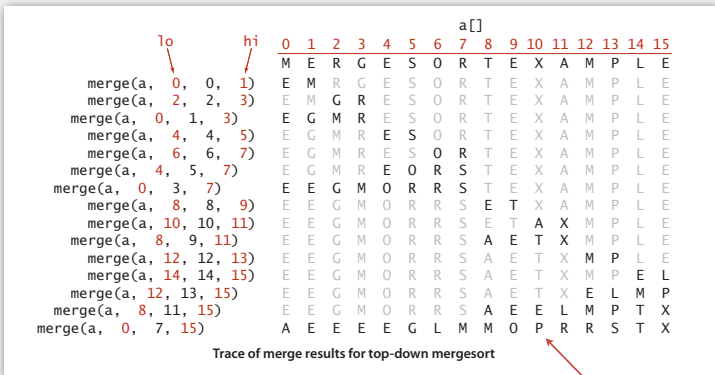 a[]
lo hi 0 1 2 3 4 5 6 7 8 9 10 11 12 13 14 15
M E R G E S O R T E X A M P L E
merge(a, 0, 0, 1) E M R G E S O R T E X A M P L E
merge(a, 2, 2, 3) E M G R E S O R T E X A M P L E
merge(a, 0, 1, 3) E G M R E S O R T E X A M P L E
merge(a, 4, 4, 5) E G M R E S O R T E X A M P L E
merge(a, 6, 6, 7) E G M R E S O R T E X A M P L E
merge(a, 4, 5, 7) E G M R E O R S T E X A M P L E
merge(a, 0, 3, 7) E E G M O R R S T E X A M P L E
merge(a, 8, 8, 9) E E G M O R R S E T X A M P L E
merge(a, 10, 10, 11) E E G M O R R S E T A X M P L E
merge(a, 8, 9, 11) E E G M O R R S A E T X M P L E
merge(a, 12, 12, 13) E E G M O R R S A E T X M P L E
merge(a, 14, 14, 15) E E G M O R R S A E T X M P E L
merge(a, 12, 13, 15) E E G M O R R S A E T X E L M P
merge(a, 8, 11, 15) E E G M O R R S A E E L M P T X
merge(a, 0, 7, 15) A E E E E G L M M O P R R S T X
Trace of merge results for top-down mergesort